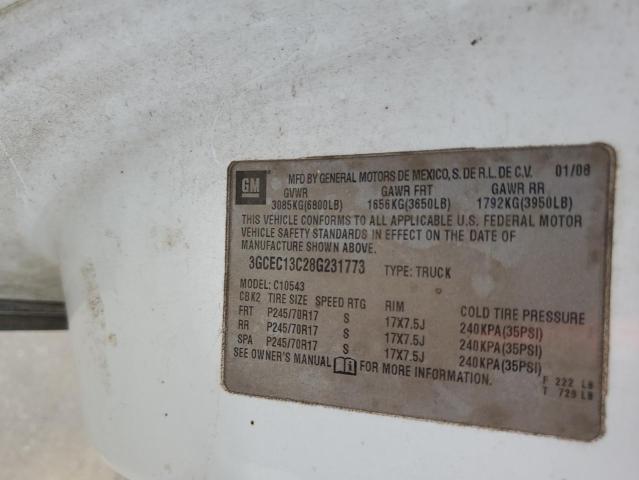 GM MFD BY GENERAL MOTORS DE MEXICO, S. DE R.L. DE C.V. 01/08
GVWR GAWR FRT GAWR RR
3085KG(6800LB) 1656KG(3650LB) 1792KG(3950LB)
THIS VEHICLE CONFORMS TO ALL APPLICABLE U.S. FEDERAL MOTOR
VEHICLE SAFETY STANDARDS IN EFFECT ON THE DATE OF
MANUFACTURE SHOWN ABOVE.
3GCEC13C28G231773 TYPE: TRUCK
MODEL: C10543
CBK2 TIRE SIZE SPEED RTG RIM COLD TIRE PRESSURE
FRT P245/70R17 S 17X7.5J 240KPA(35PSI)
RR P245/70R17 S 17X7.5J 240KPA(35PSI)
SPA P245/70R17 S 17X7.5J 240KPA(35PSI)
SEE OWNER'S MANUAL FOR MORE INFORMATION.
F 222 LB
T 729 LB